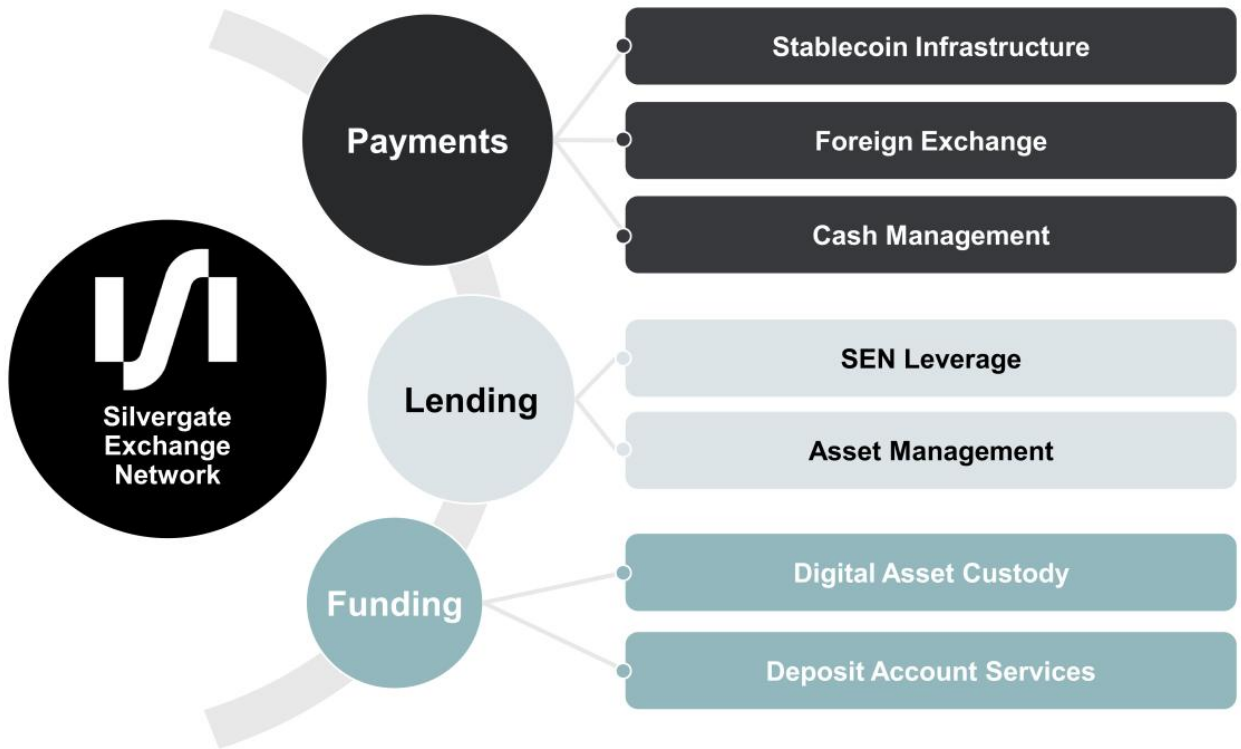 Silvergate
Exchange
Network
Payments
Stablecoin Infrastructure
Foreign Exchange
Cash Management
Lending
SEN Leverage
Asset Management
Funding
Digital Asset Custody
Deposit Account Services